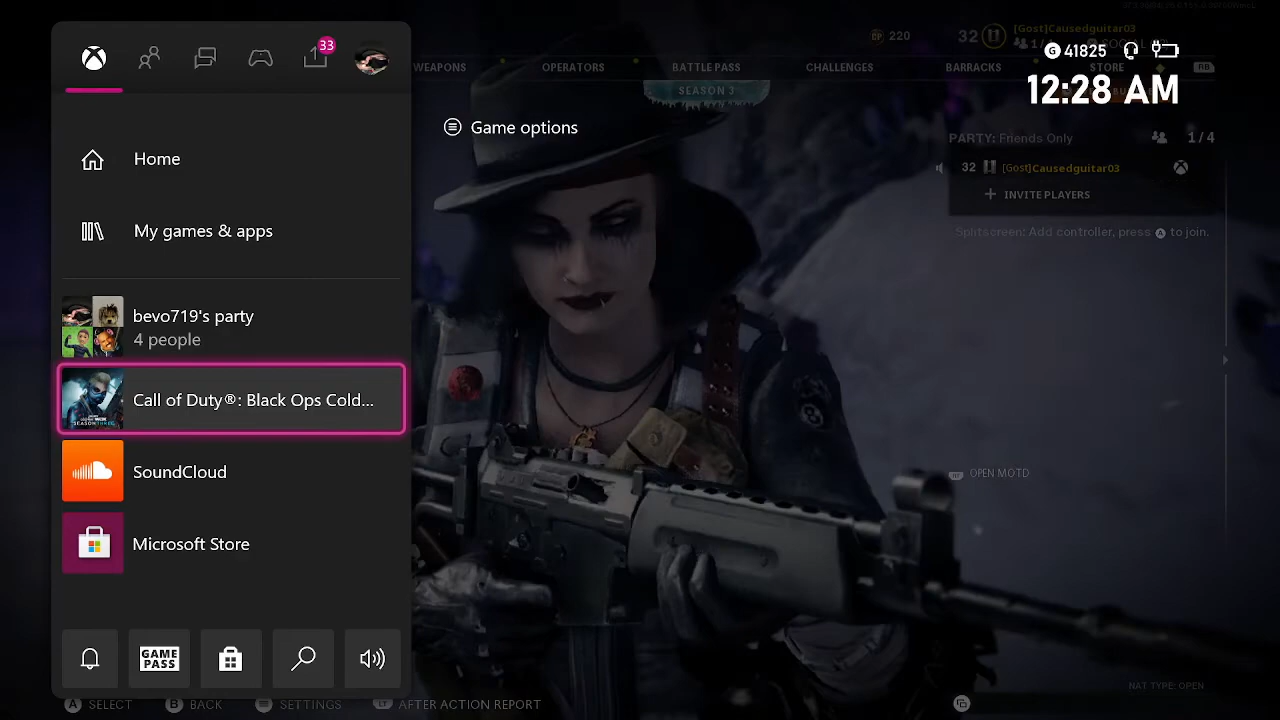 33
G 41825
12:28 AM
220
32
[Gost]Causedguitar03
WEAPONS
OPERATORS
BATTLE PASS
CHALLENGES
BARRACKS
STORE
RB
SEASON 3
Game options
Home
My games & apps
bevo719's party
4 people
Call of Duty®: Black Ops Cold...
SoundCloud
Microsoft Store
GAME PASS
PARTY: Friends Only
1 / 4
32 [Gost]Causedguitar03
+ INVITE PLAYERS
Splitscreen: Add controller, press A to join.
OPEN MOTD
NAT TYPE: OPEN
A SELECT
B BACK
SETTINGS
LT AFTER ACTION REPORT